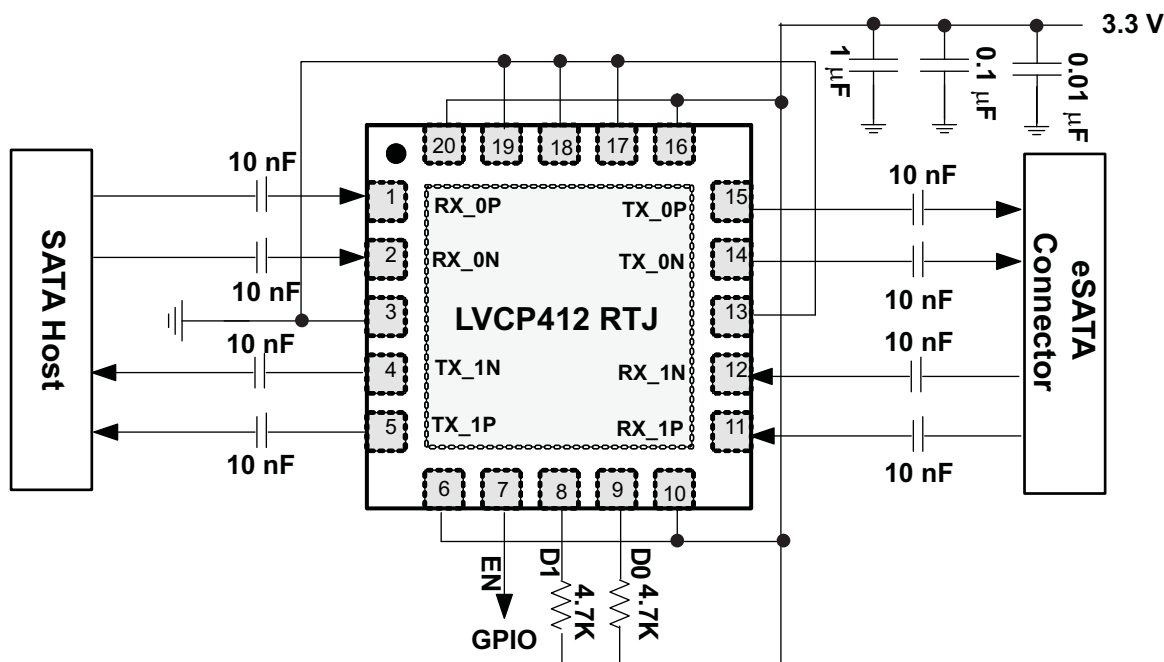 3.3 V
1 µF
0.1 µF
0.01 µF
20 19 18 17 16
10 nF
10 nF
1 RX_0P TX_0P 15
2 RX_0N TX_0N 14
10 nF
10 nF
3 LVCP412 RTJ 13
SATA Host
eSATA Connector
10 nF
10 nF
4 TX_1N RX_1N 12
5 TX_1P RX_1P 11
10 nF
10 nF
6 7 8 9 10
EN
D1
D0
4.7K
4.7K
GPIO